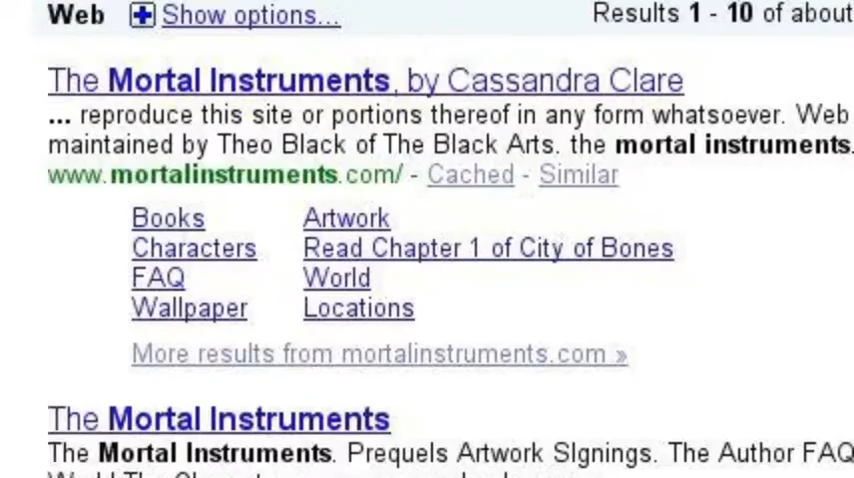 Web Show options... Results 1 - 10 of about
The Mortal Instruments, by Cassandra Clare
... reproduce this site or portions thereof in any form whatsoever. Web
maintained by Theo Black of The Black Arts. the mortal instruments.
www.mortalinstruments.com/ - Cached - Similar
Books Artwork
Characters Read Chapter 1 of City of Bones
FAQ World
Wallpaper Locations
More results from mortalinstruments.com »
The Mortal Instruments
The Mortal Instruments. Prequels Artwork SIgnings. The Author FAQ